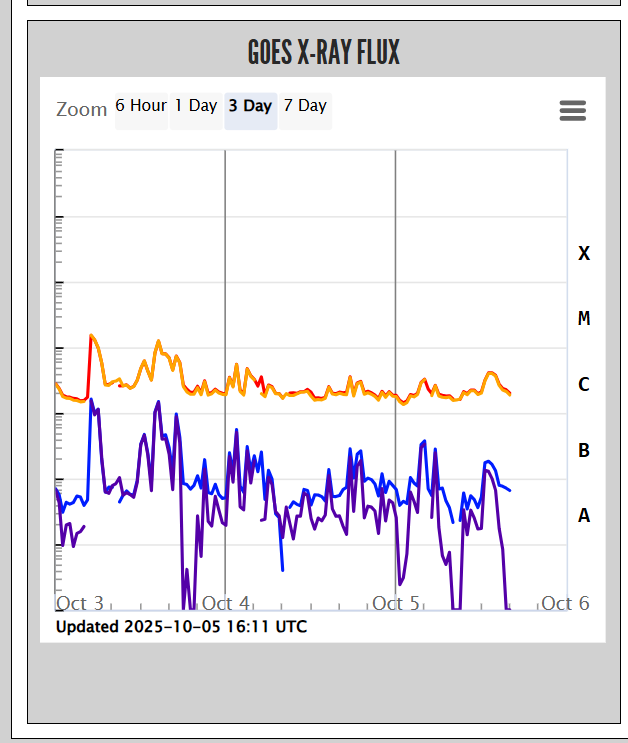 GOES X-RAY FLUX
Zoom 6 Hour 1 Day 3 Day 7 Day
X
M
C
B
A
Oct 3 Oct 4 Oct 5 Oct 6
Updated 2025-10-05 16:11 UTC